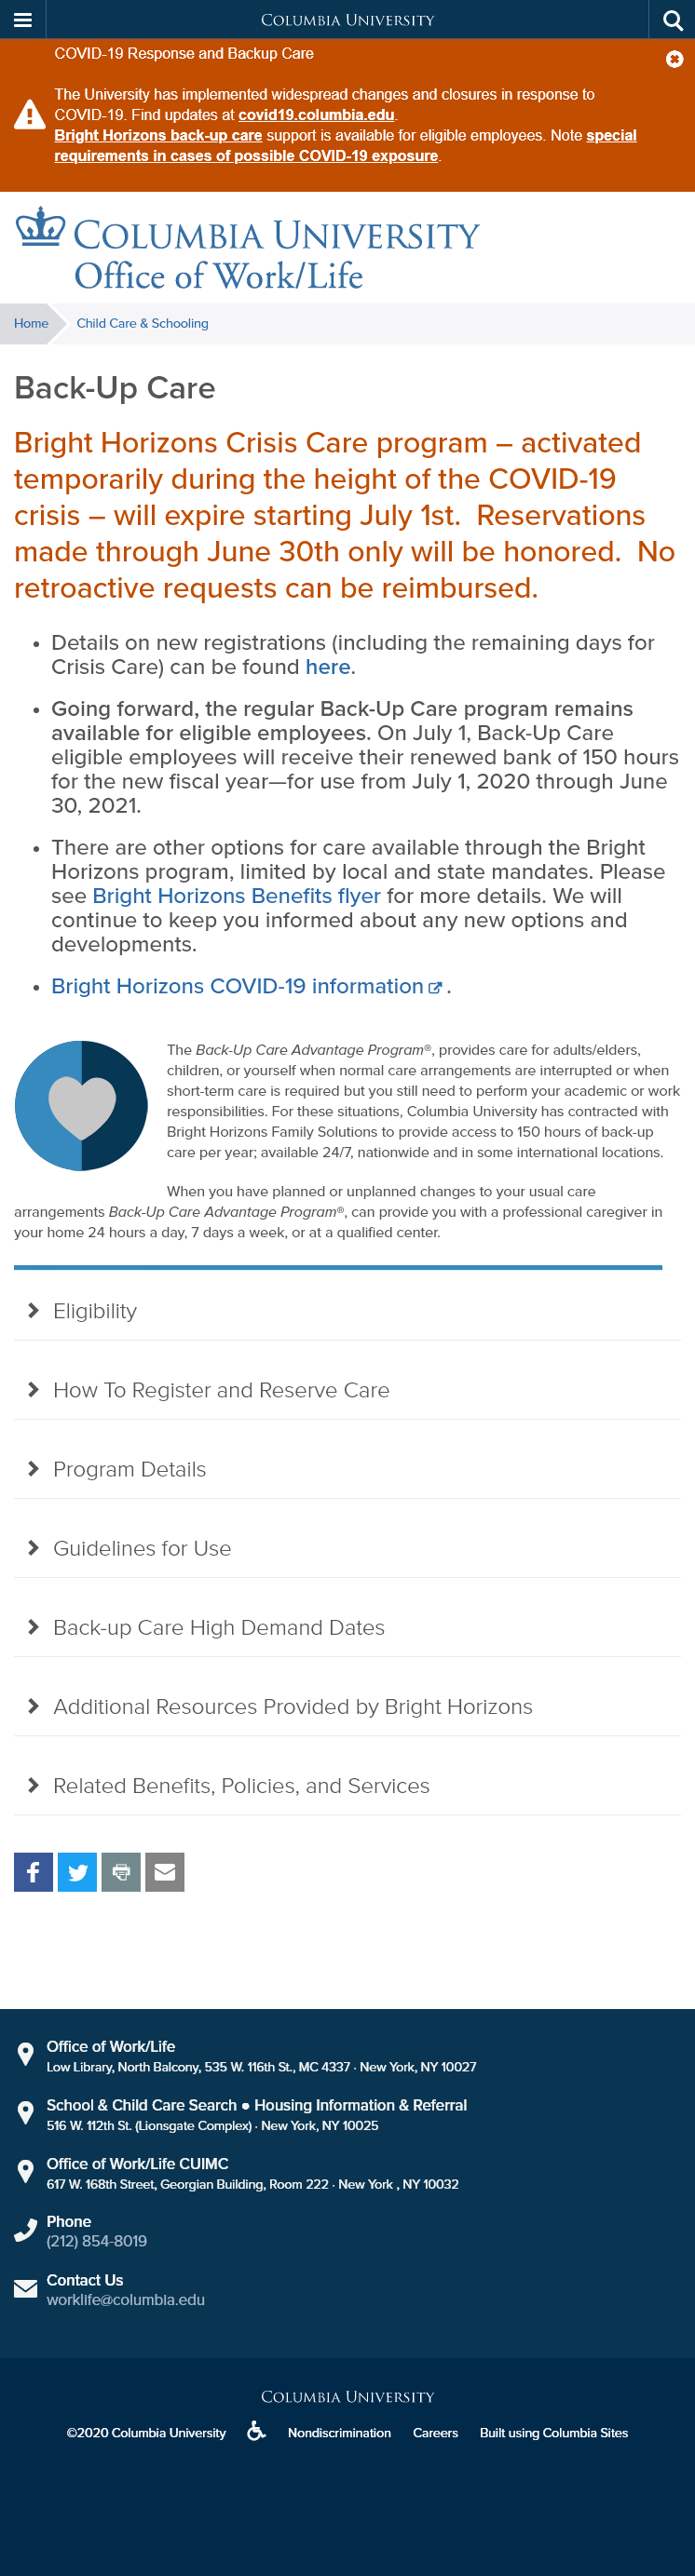 COLUMBIA UNIVERSITY
COVID-19 Response and Backup Care
The University has implemented widespread changes and closures in response to
COVID-19. Find updates at covid19.columbia.edu.
Bright Horizons back-up care support is available for eligible employees. Note special
requirements in cases of possible COVID-19 exposure.
COLUMBIA UNIVERSITY
Office of Work/Life
Home
Child Care & Schooling
Back-Up Care
Bright Horizons Crisis Care program – activated
temporarily during the height of the COVID-19
crisis – will expire starting July 1st. Reservations
made through June 30th only will be honored. No
retroactive requests can be reimbursed.
• Details on new registrations (including the remaining days for
Crisis Care) can be found here.
• Going forward, the regular Back-Up Care program remains
available for eligible employees. On July 1, Back-Up Care
eligible employees will receive their renewed bank of 150 hours
for the new fiscal year—for use from July 1, 2020 through June
30, 2021.
• There are other options for care available through the Bright
Horizons program, limited by local and state mandates. Please
see Bright Horizons Benefits flyer for more details. We will
continue to keep you informed about any new options and
developments.
• Bright Horizons COVID-19 information .
The Back-Up Care Advantage Program®, provides care for adults/elders,
children, or yourself when normal care arrangements are interrupted or when
short-term care is required but you still need to perform your academic or work
responsibilities. For these situations, Columbia University has contracted with
Bright Horizons Family Solutions to provide access to 150 hours of back-up
care per year; available 24/7, nationwide and in some international locations.
When you have planned or unplanned changes to your usual care
arrangements Back-Up Care Advantage Program®, can provide you with a professional caregiver in
your home 24 hours a day, 7 days a week, or at a qualified center.
Eligibility
How To Register and Reserve Care
Program Details
Guidelines for Use
Back-up Care High Demand Dates
Additional Resources Provided by Bright Horizons
Related Benefits, Policies, and Services
Office of Work/Life
Low Library, North Balcony, 535 W. 116th St., MC 4337 · New York, NY 10027
School & Child Care Search ● Housing Information & Referral
516 W. 112th St. (Lionsgate Complex) · New York, NY 10025
Office of Work/Life CUIMC
617 W. 168th Street, Georgian Building, Room 222 · New York , NY 10032
Phone
(212) 854-8019
Contact Us
worklife@columbia.edu
COLUMBIA UNIVERSITY
©2020 Columbia University Nondiscrimination Careers Built using Columbia Sites